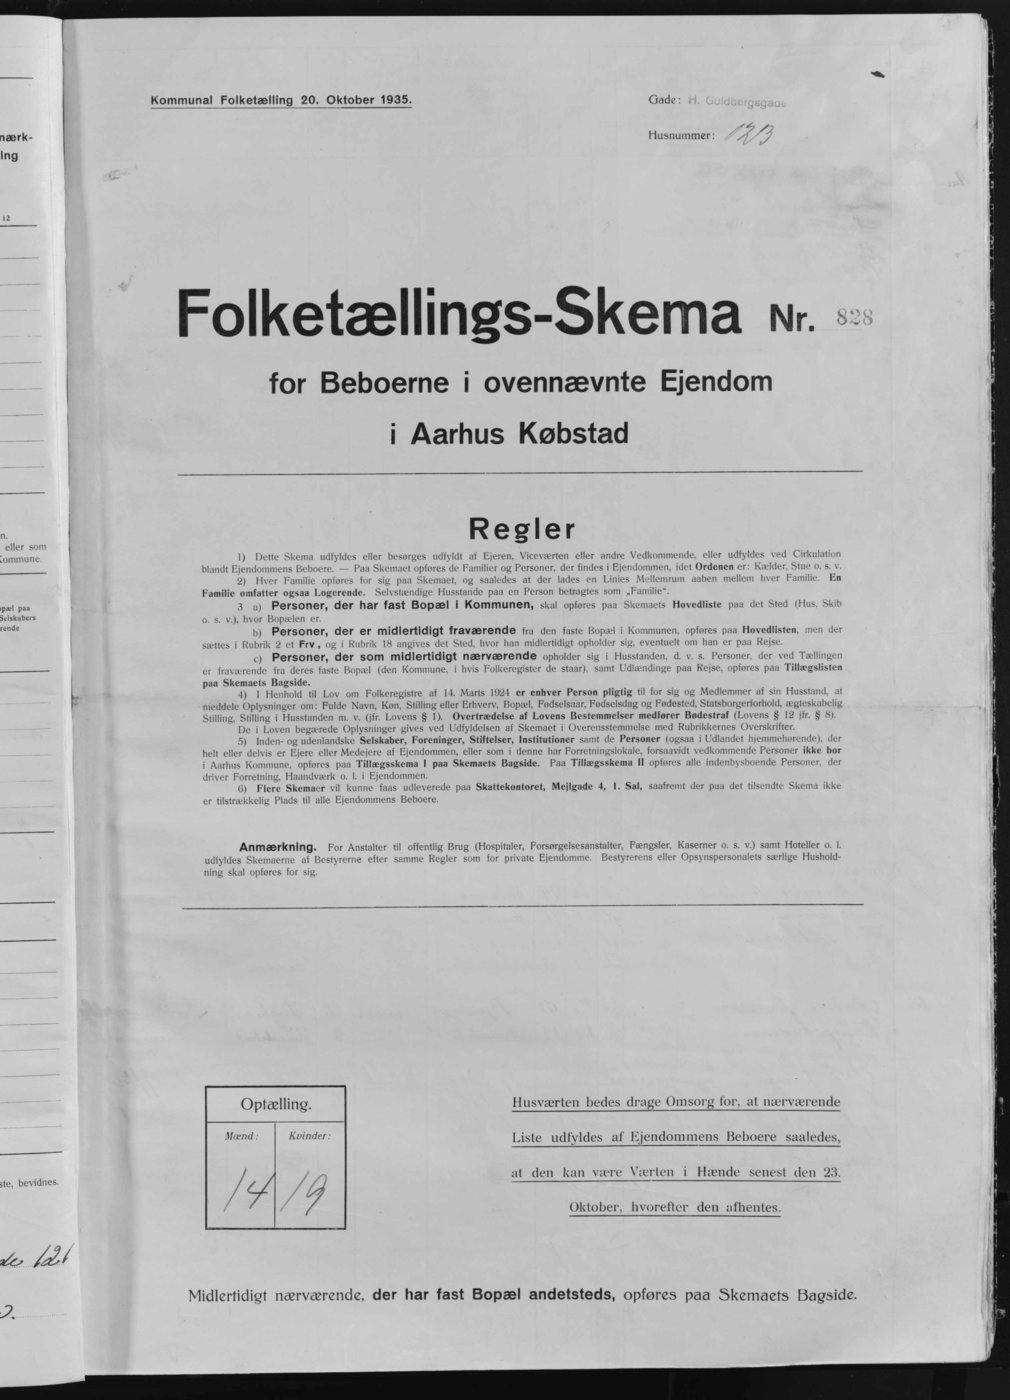 Kommunal Folketælling 20. Oktober 1935.
Gade: H. Guldbergsgade
Husnummer: 12B
Folketællings-Skema Nr. 828
for Beboerne i ovennævnte Ejendom
i Aarhus Købstad
Regler
1) Dette Skema udfyldes eller besørges udfyldt af Ejeren, Viceværten eller andre Vedkommende, eller udfyldes ved Cirkulation
blandt Ejendommens Beboere. — Paa Skemaet opføres de Familier og Personer, der findes i Ejendommen, idet Ordenen er: Kælder, Stue o. s. v.
2) Hver Familie opføres for sig paa Skemaet, og saaledes at der lades en Linies Mellemrum aaben mellem hver Familie. En
Familie omfatter ogsaa Logerende. Selvstændige Husstande paa en Person betragtes som „Familie“.
3 a) Personer, der har fast Bopæl i Kommunen, skal opføres paa Skemaets Hovedliste paa det Sted (Hus, Skib
o. s. v.), hvor Bopælen er.
b) Personer, der er midlertidigt fraværende fra den faste Bopæl i Kommunen, opføres paa Hovedlisten, men der
sættes i Rubrik 2 et Frv, og i Rubrik 18 angives det Sted, hvor han midlertidigt opholder sig, eventuelt om han er paa Rejse.
c) Personer, der som midlertidigt nærværende opholder sig i Husstanden, d. v. s. Personer, der ved Tællingen
er fraværende fra deres faste Bopæl (den Kommune, i hvis Folkeregister de staar), samt Udlændinge paa Rejse, opføres paa Tillægslisten
paa Skemaets Bagside.
4) I Henhold til Lov om Folkeregistre af 14. Marts 1924 er enhver Person pligtig til for sig og Medlemmer af sin Husstand, at
meddele Oplysninger om: Fulde Navn, Køn, Stilling eller Erhverv, Bopæl, Fødselsaar, Fødselsdag og Fødested, Statsborgerforhold, ægteskabelig
Stilling, Stilling i Husstanden m. v. (jfr. Lovens § 1). Overtrædelse af Lovens Bestemmelser medfører Bødestraf (Lovens § 12 jfr. § 8).
De i Loven begærede Oplysninger gives ved Udfyldelsen af Skemaet i Overensstemmelse med Rubrikkernes Overskrifter.
5) Inden- og udenlandske Selskaber, Foreninger, Stiftelser, Institutioner samt de Personer (ogsaa i Udlandet hjemmehørende), der
helt eller delvis er Ejere eller Medejere af Ejendommen, eller som i denne har Forretningslokale, forsaavidt vedkommende Personer ikke bor
i Aarhus Kommune, opføres paa Tillægsskema I paa Skemaets Bagside. Paa Tillægsskema II opføres alle indenbysboende Personer, der
driver Forretning, Haandværk o. l. i Ejendommen.
6) Flere Skemaer vil kunne faas udleverede paa Skattekontoret, Mejlgade 4, 1. Sal, saafremt der paa det tilsendte Skema ikke
er tilstrækkelig Plads til alle Ejendommens Beboere.
Anmærkning. For Anstalter til offentlig Brug (Hospitaler, Forsørgelsesanstalter, Fængsler, Kaserner o. s. v.) samt Hoteller o. l.
udfyldes Skemaerne af Bestyrerne efter samme Regler som for private Ejendomme. Bestyrerens eller Opsynspersonalets særlige Hushold-
ning skal opføres for sig.
Optælling.
Mænd: Kvinder:
14 19
Husværten bedes drage Omsorg for, at nærværende
Liste udfyldes af Ejendommens Beboere saaledes,
at den kan være Værten i Hænde senest den 23.
Oktober, hvorefter den afhentes.
Midlertidigt nærværende, der har fast Bopæl andetsteds, opføres paa Skemaets Bagside.